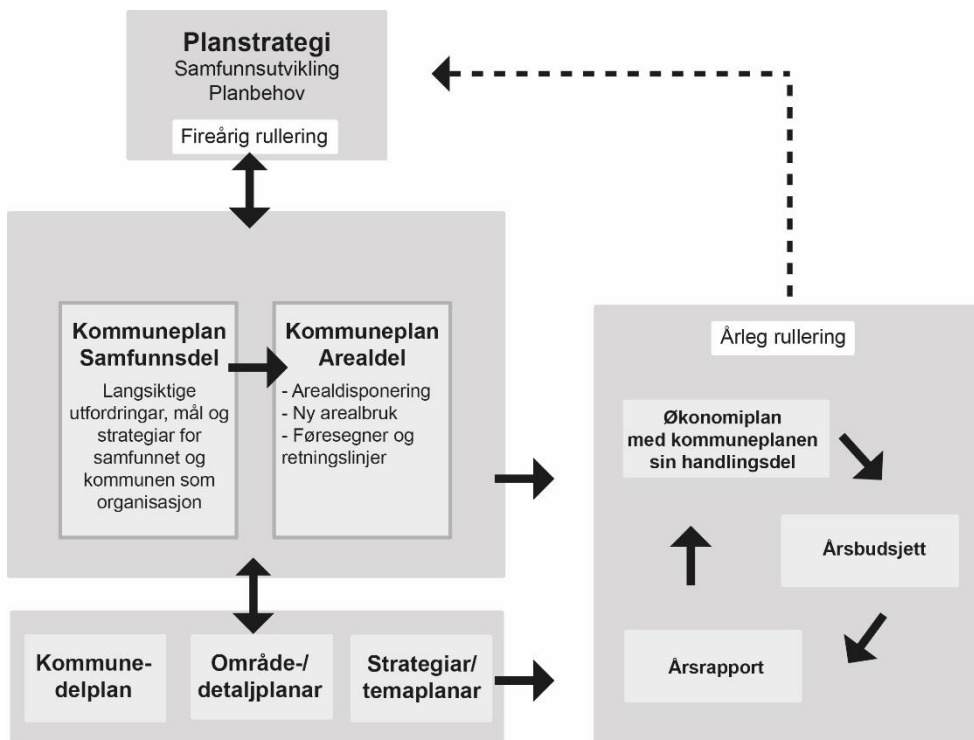 Planstrategi
Samfunnsutvikling
Planbehov
Fireårig rullering
Kommuneplan
Samfunnsdel
Langsiktige
utfordringar, mål og
strategiar for
samfunnet og
kommunen som
organisasjon
Kommuneplan
Arealdel
- Arealdisponering
- Ny arealbruk
- Føresegner og
retningslinjer
Kommune-
delplan
Område-/
detaljplanar
Strategiar/
temaplanar
Årleg rullering
Økonomiplan
med kommuneplanen
sin handlingsdel
Årsbudsjett
Årsrapport